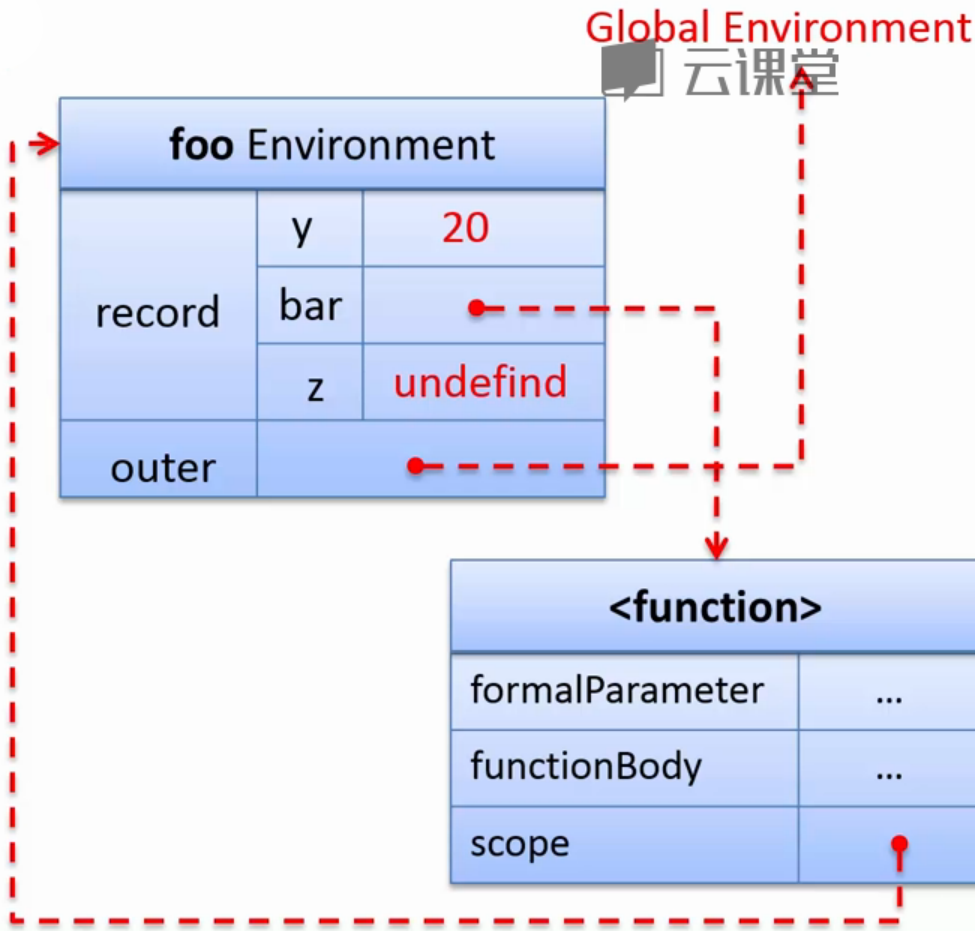 Global Environment
云课堂
foo Environment
record
y
20
bar
z
undefind
outer
<function>
formalParameter
...
functionBody
...
scope